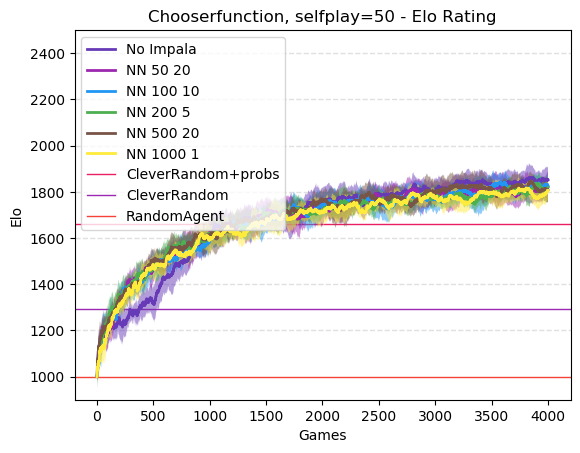 Chooserfunction, selfplay=50 - Elo Rating
No Impala
NN 50 20
NN 100 10
NN 200 5
NN 500 20
NN 1000 1
CleverRandom+probs
CleverRandom
RandomAgent
Elo
2400
2200
2000
1800
1600
1400
1200
1000
0 500 1000 1500 2000 2500 3000 3500 4000
Games